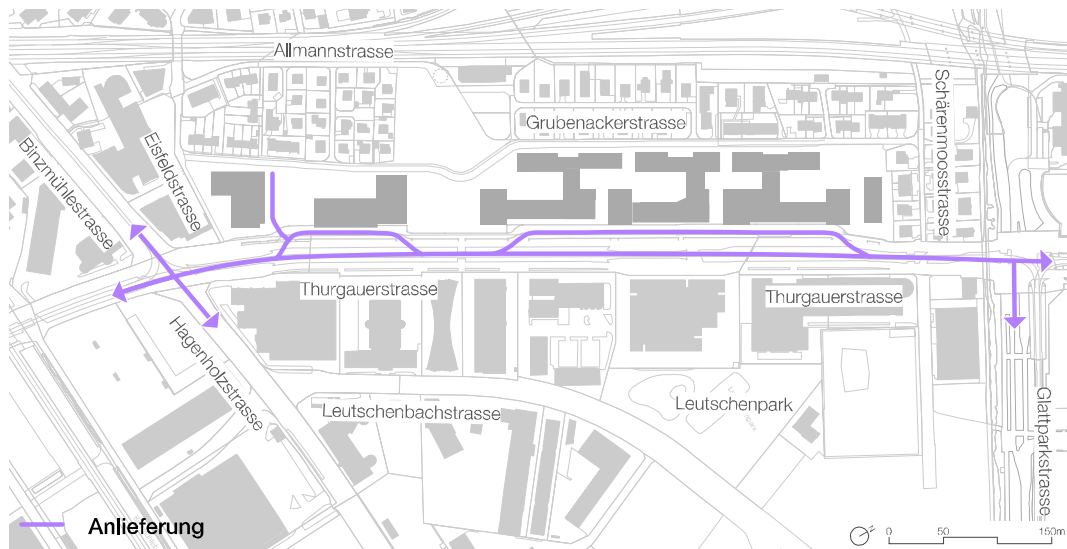 Allmannstrasse
Grubenackerstrasse
Schärenmoosstrasse
Binzmühlestrasse
Eisfeldstrasse
Thurgauerstrasse
Thurgauerstrasse
Hagenholzstrasse
Leutschenbachstrasse
Leutschenpark
Glattparkstrasse
Anlieferung
0 50 150m